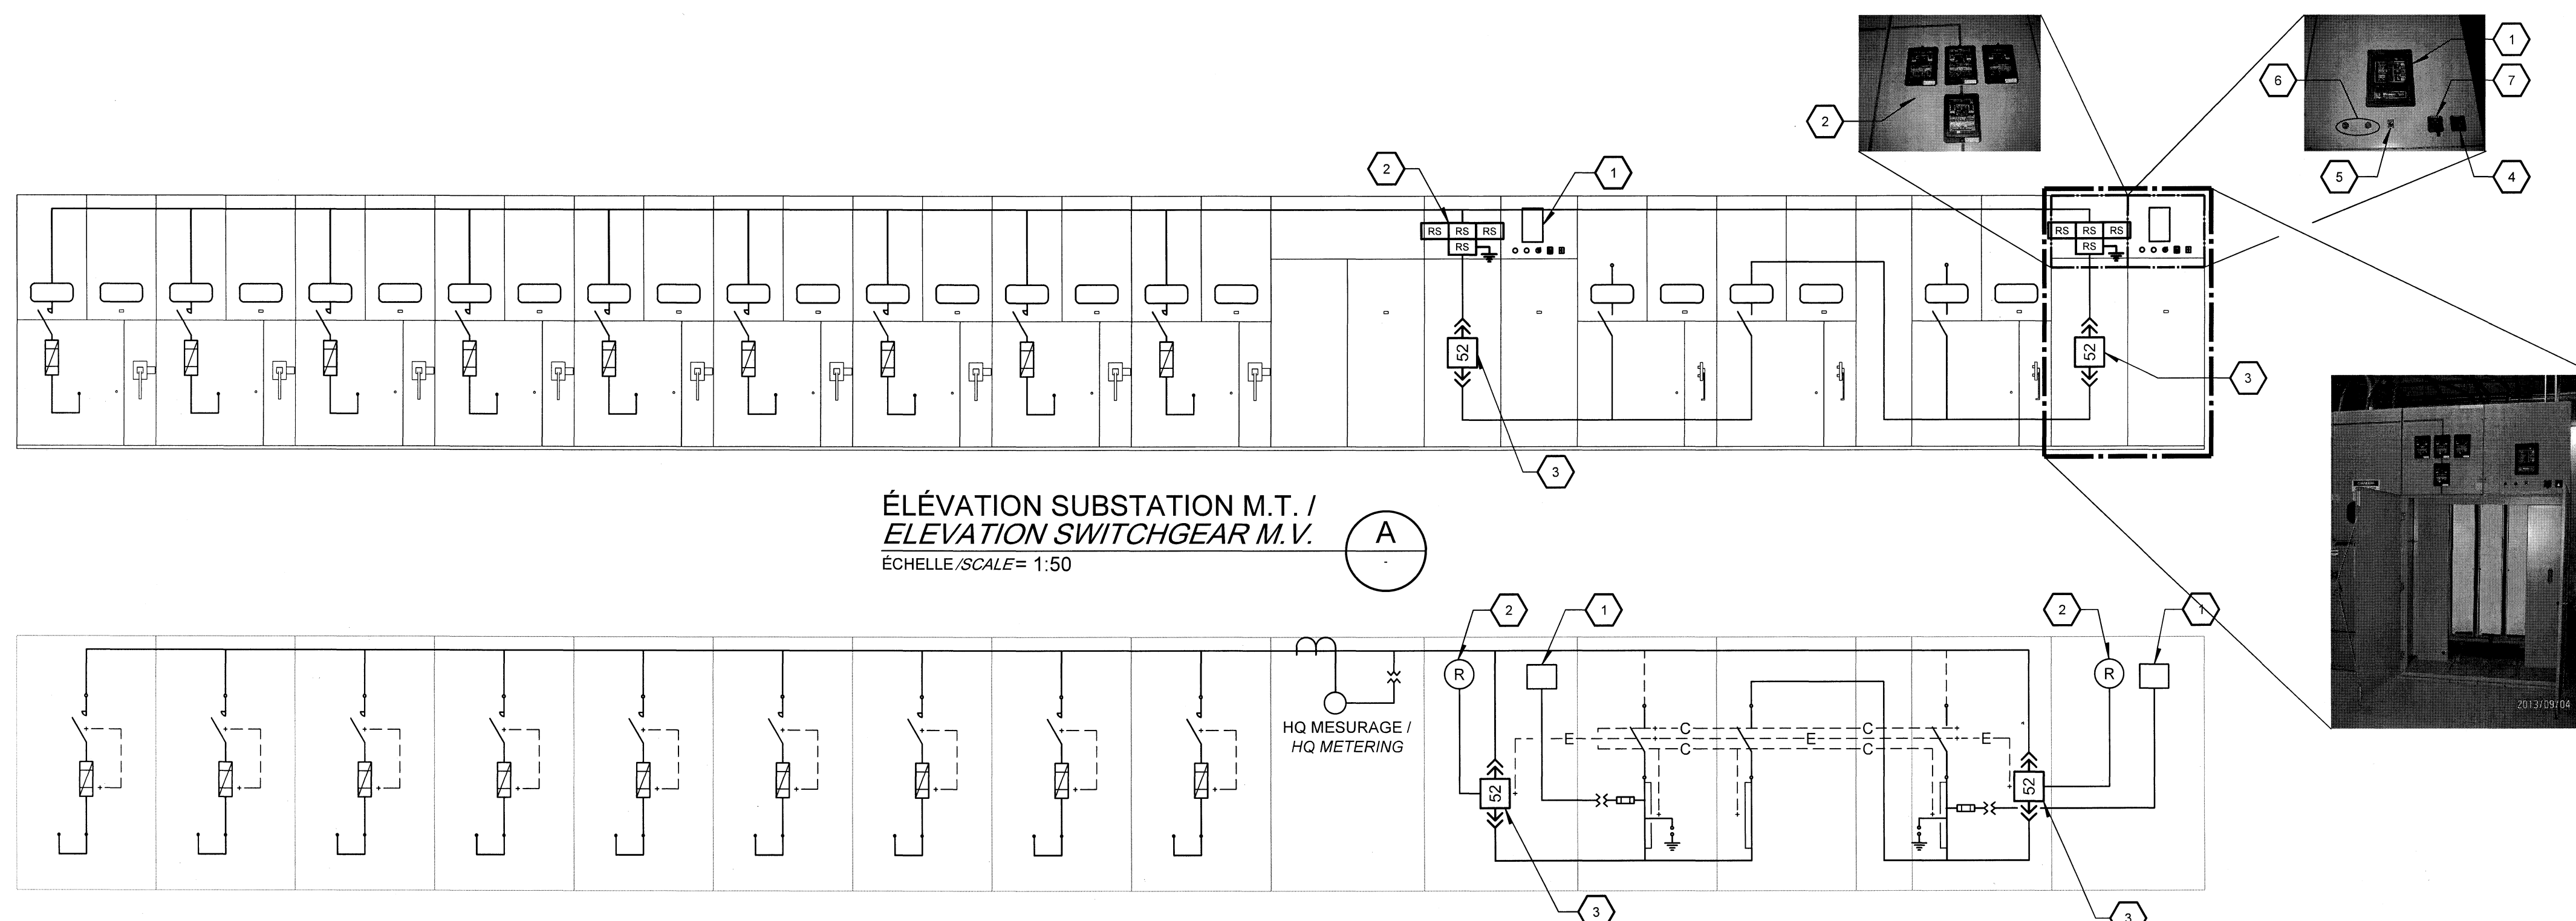 1
6
7
2
5
4
2
1
RS RS RS
RS
RS RS RS
RS
52
52
3
3
ÉLÉVATION SUBSTATION M.T. /
ELEVATION SWITCHGEAR M.V.
ÉCHELLE/SCALE= 1:50
A
-
2
1
2
1
R
R
HQ MESURAGE /
HQ METERING
C C
E E E
C C
52
52
3
3
2013/09/04